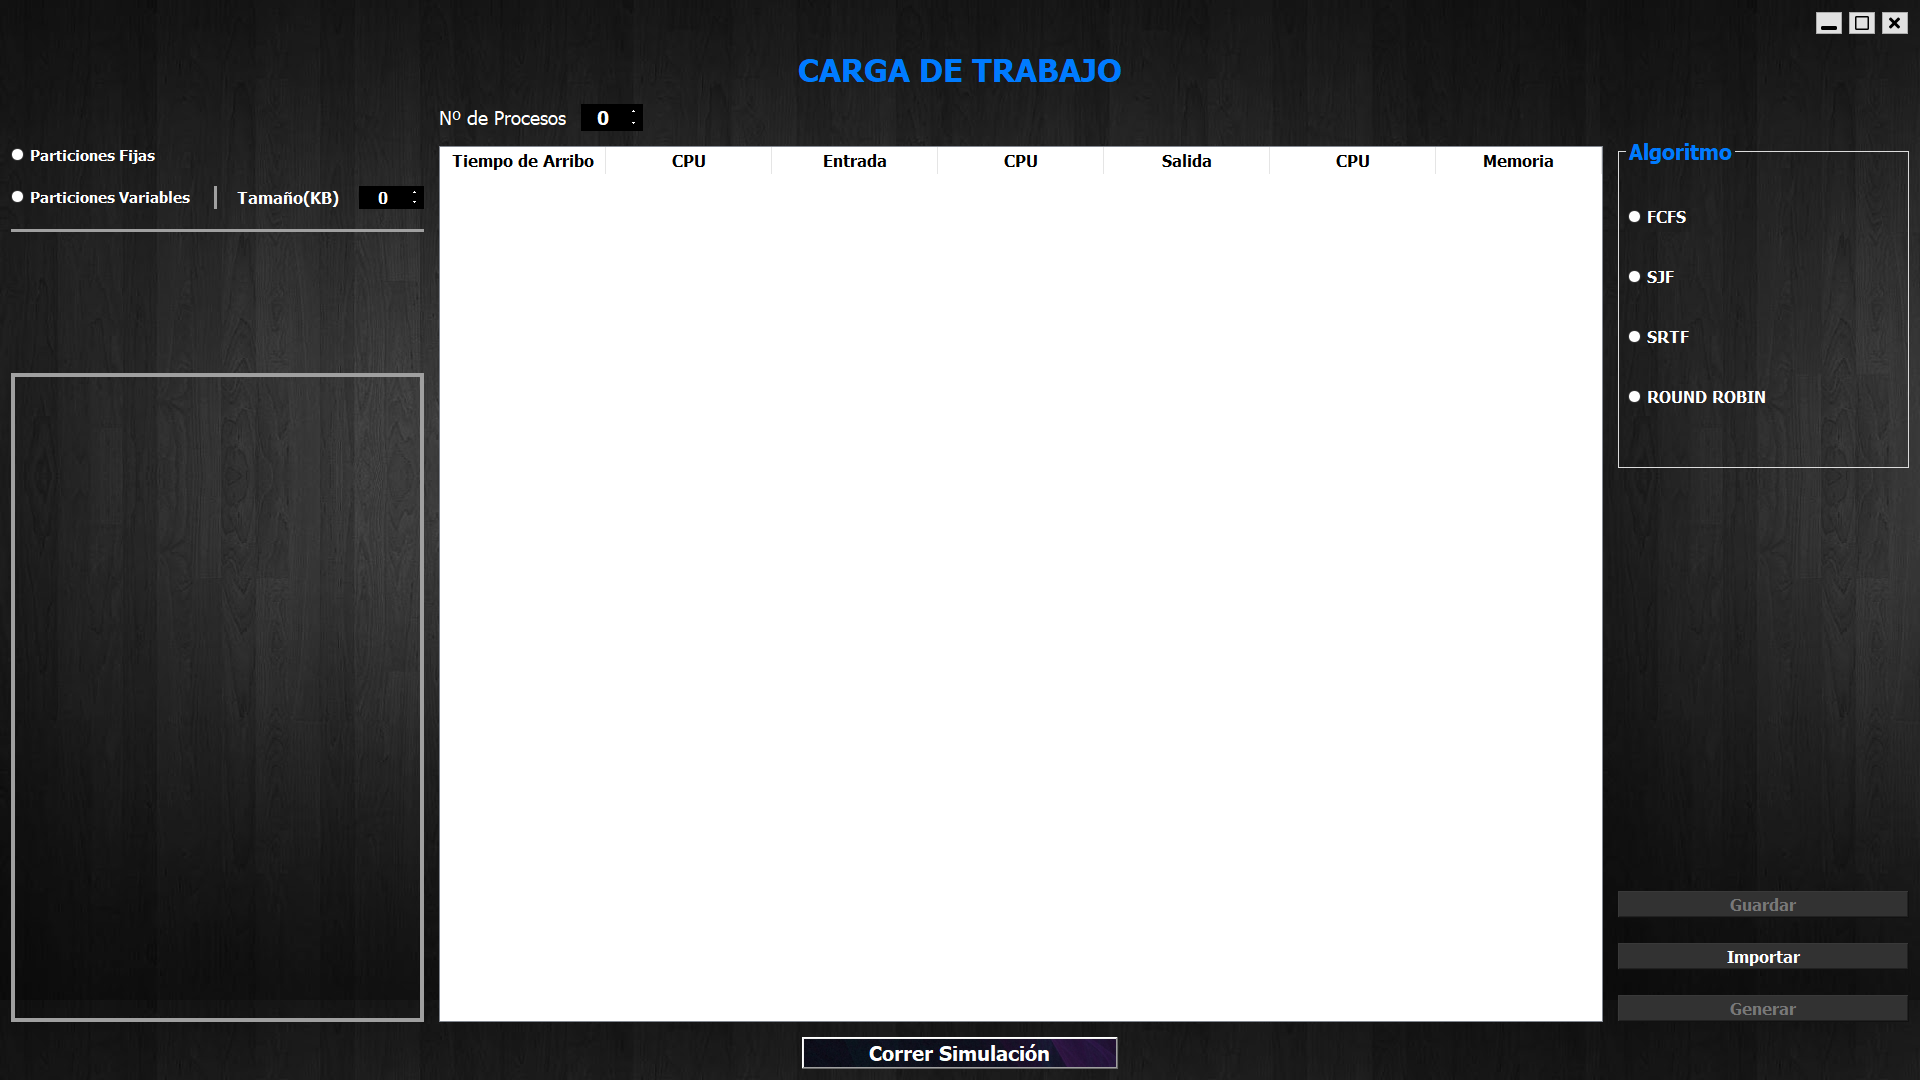 CARGA DE TRABAJO
Nº de Procesos 0
Particiones Fijas
Particiones Variables Tamaño(KB) 0
Tiempo de Arribo CPU Entrada CPU Salida CPU Memoria
Algoritmo
FCFS
SJF
SRTF
ROUND ROBIN
Guardar
Importar
Generar
Correr Simulación